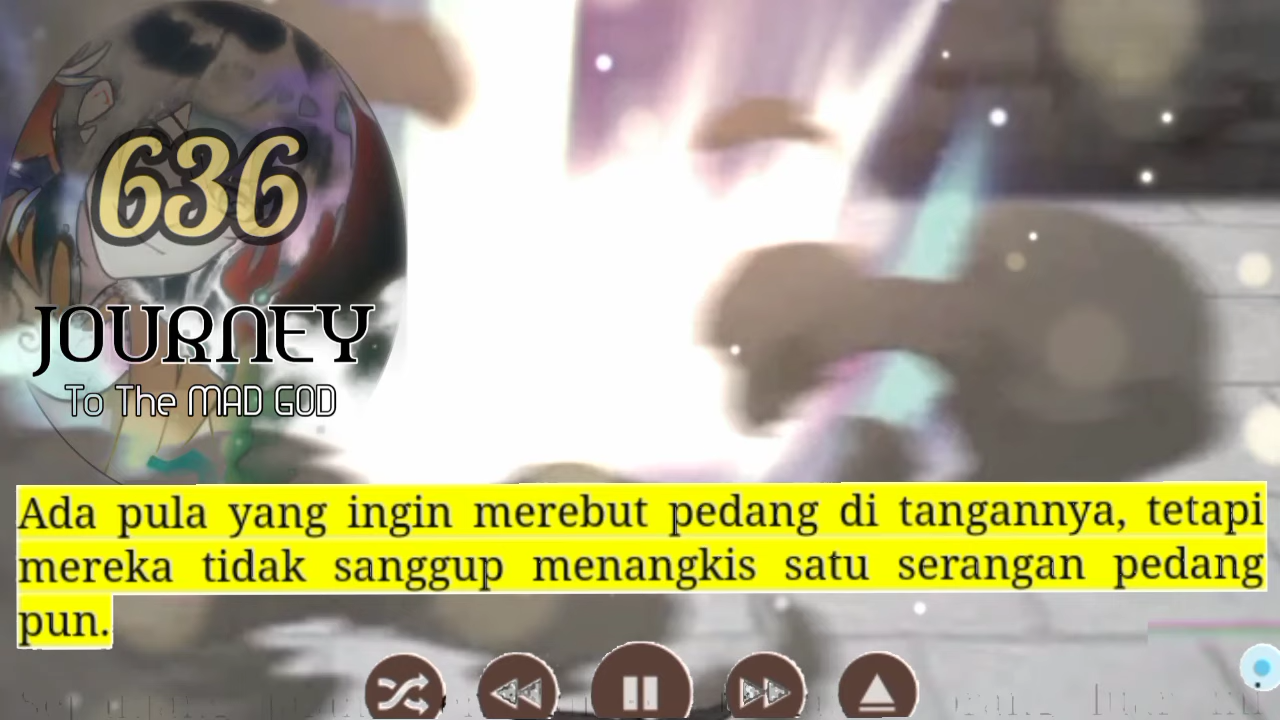 636
JOURNEY
To The MAD GOD
Ada pula yang ingin merebut pedang di tangannya, tetapi
mereka tidak sanggup menangkis satu serangan pedang
pun.